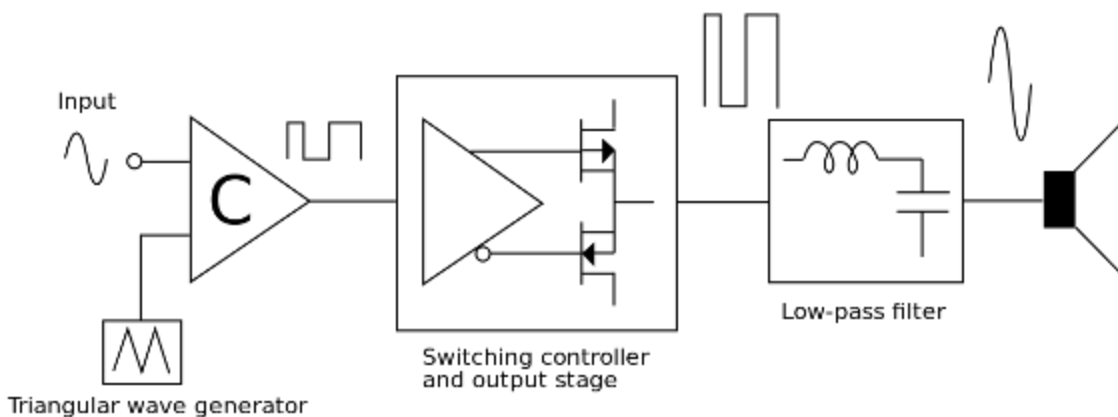 Input
C
Switching controller
and output stage
Low-pass filter
Triangular wave generator